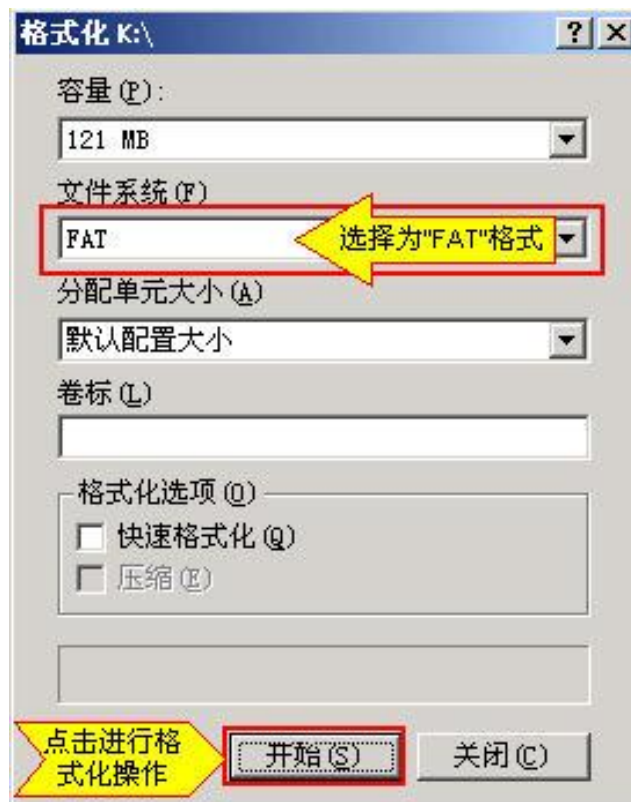 格式化 K:\
容量(P):
121 MB
文件系统(F)
FAT
选择为"FAT"格式
分配单元大小(A)
默认配置大小
卷标(L)
格式化选项(O)
快速格式化(Q)
压缩(E)
点击进行格
式化操作
开始(S)
关闭(C)